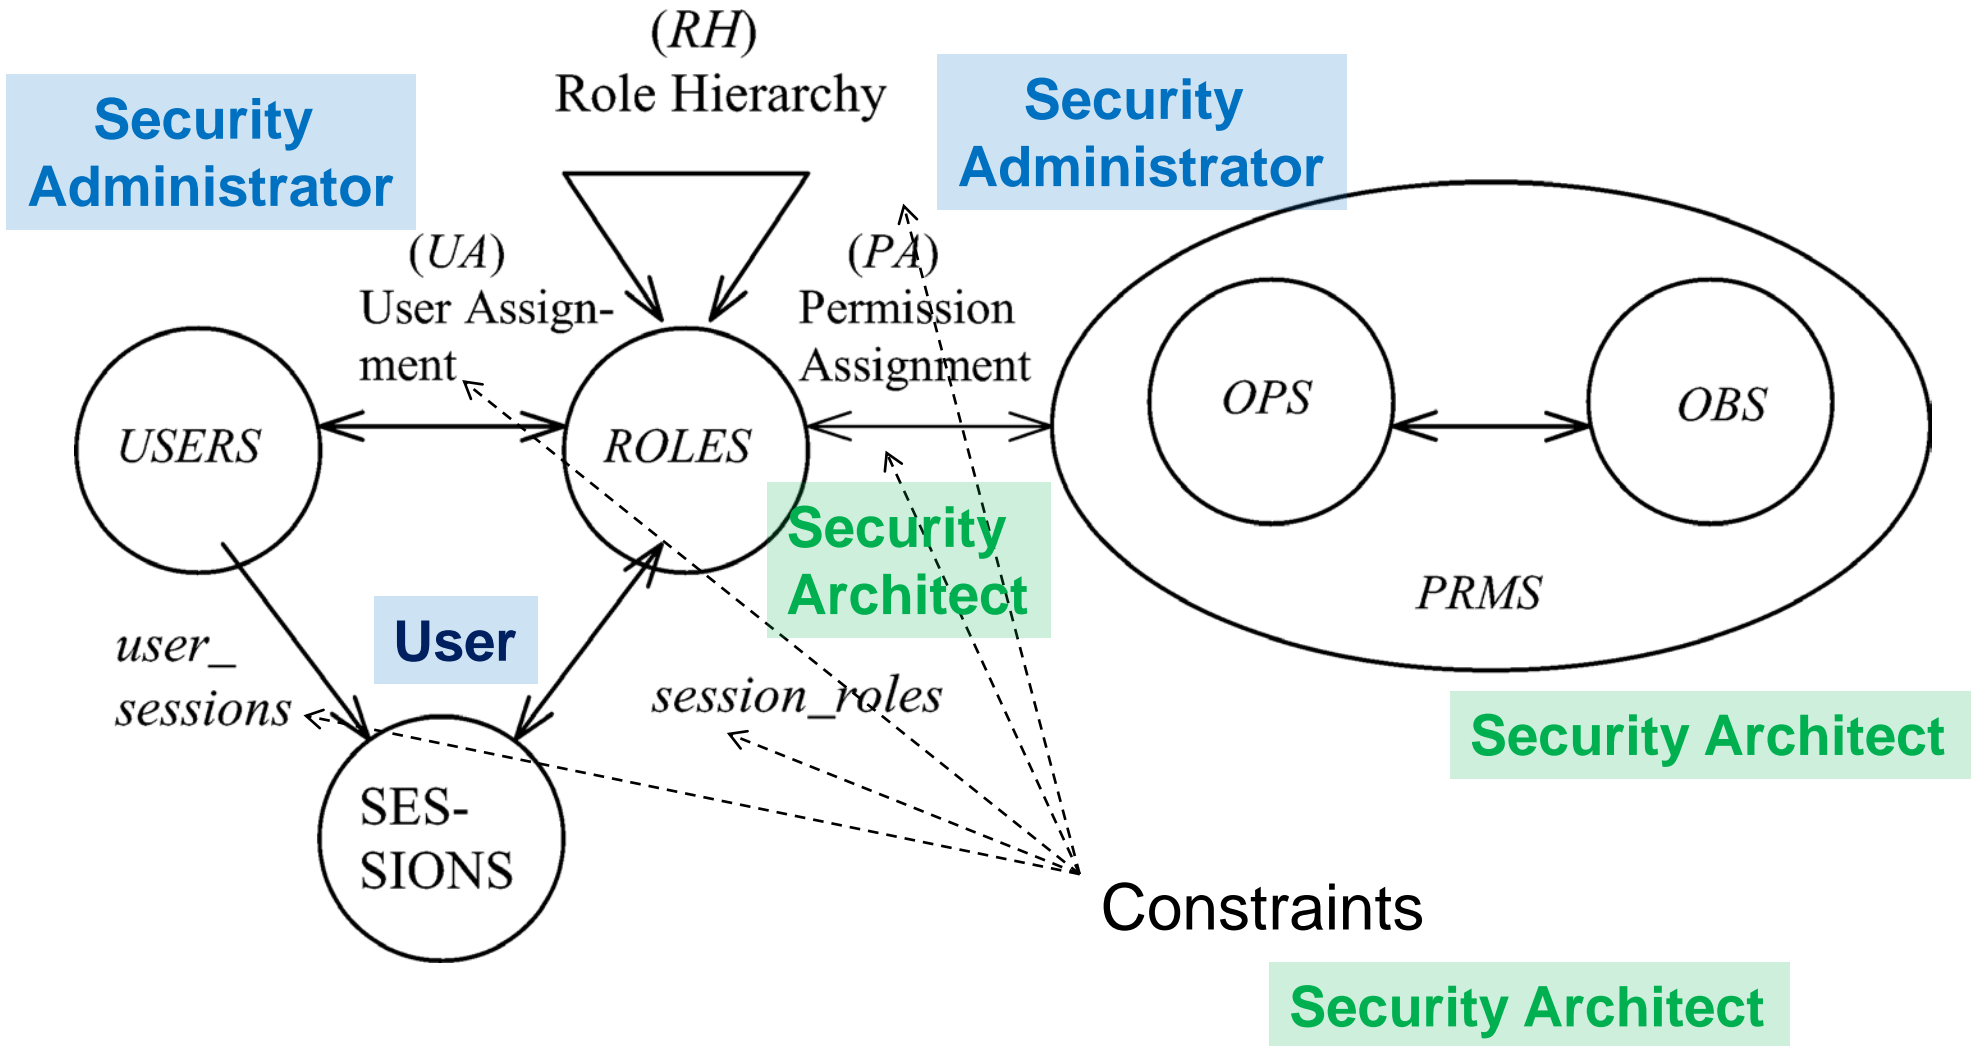 (RH)
Role Hierarchy
Security
Administrator
Security
Administrator
(UA)
User Assign-
ment
(PA)
Permission
Assignment
USERS
ROLES
OPS
OBS
PRMS
Security
Architect
User
user_
sessions
session_roles
Security Architect
SES-
SIONS
Constraints
Security Architect